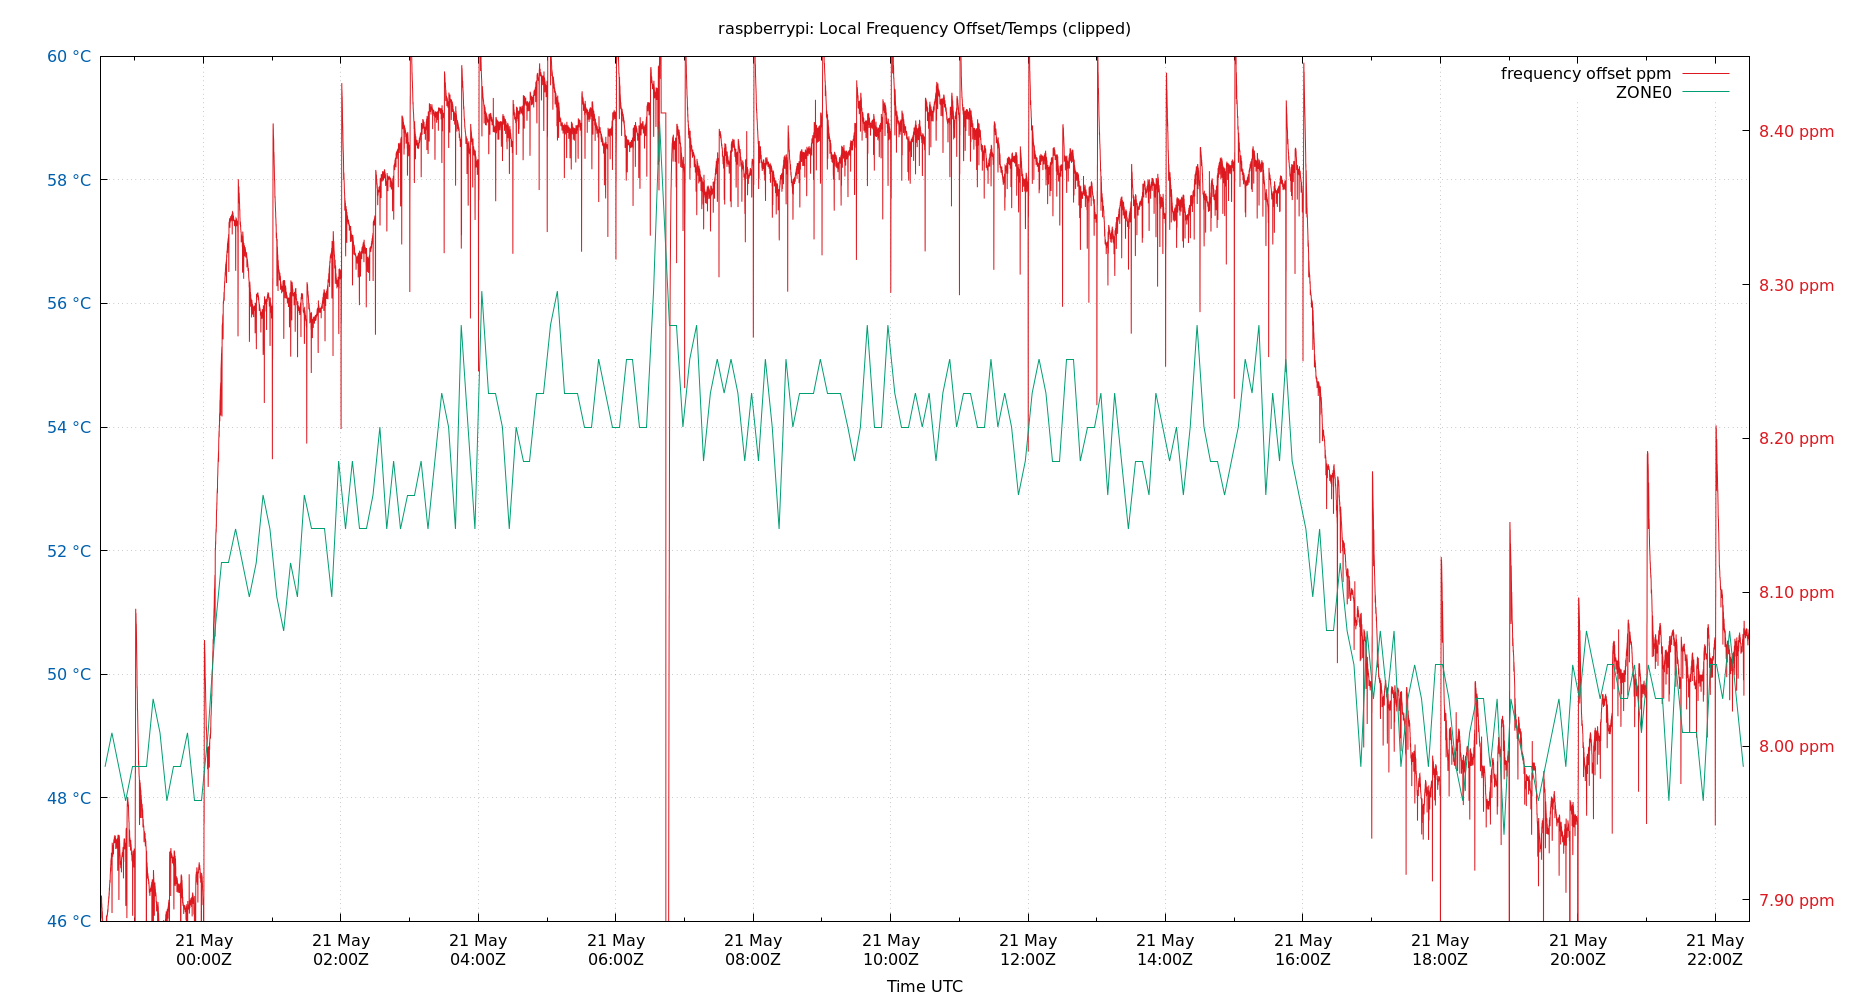 raspberrypi: Local Frequency Offset/Temps (clipped)
frequency offset ppm
ZONE0
60 °C
58 °C
56 °C
54 °C
52 °C
50 °C
48 °C
46 °C
8.40 ppm
8.30 ppm
8.20 ppm
8.10 ppm
8.00 ppm
7.90 ppm
21 May 21 May 21 May 21 May 21 May 21 May 21 May 21 May 21 May 21 May 21 May 21 May
00:00Z 02:00Z 04:00Z 06:00Z 08:00Z 10:00Z 12:00Z 14:00Z 16:00Z 18:00Z 20:00Z 22:00Z
Time UTC